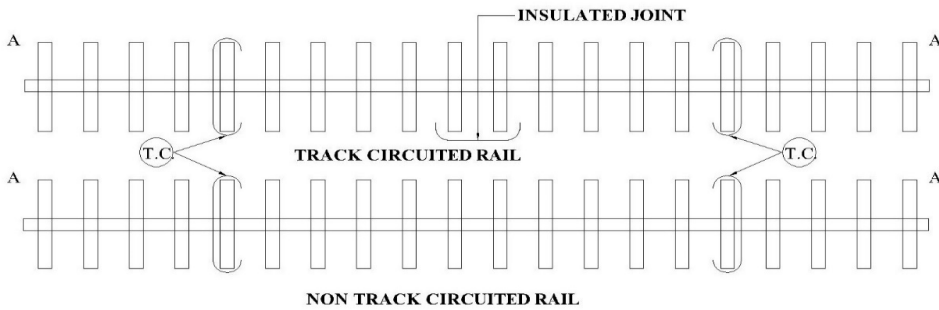 INSULATED JOINT
A A
T.C. TRACK CIRCUITED RAIL T.C.
A A
NON TRACK CIRCUITED RAIL